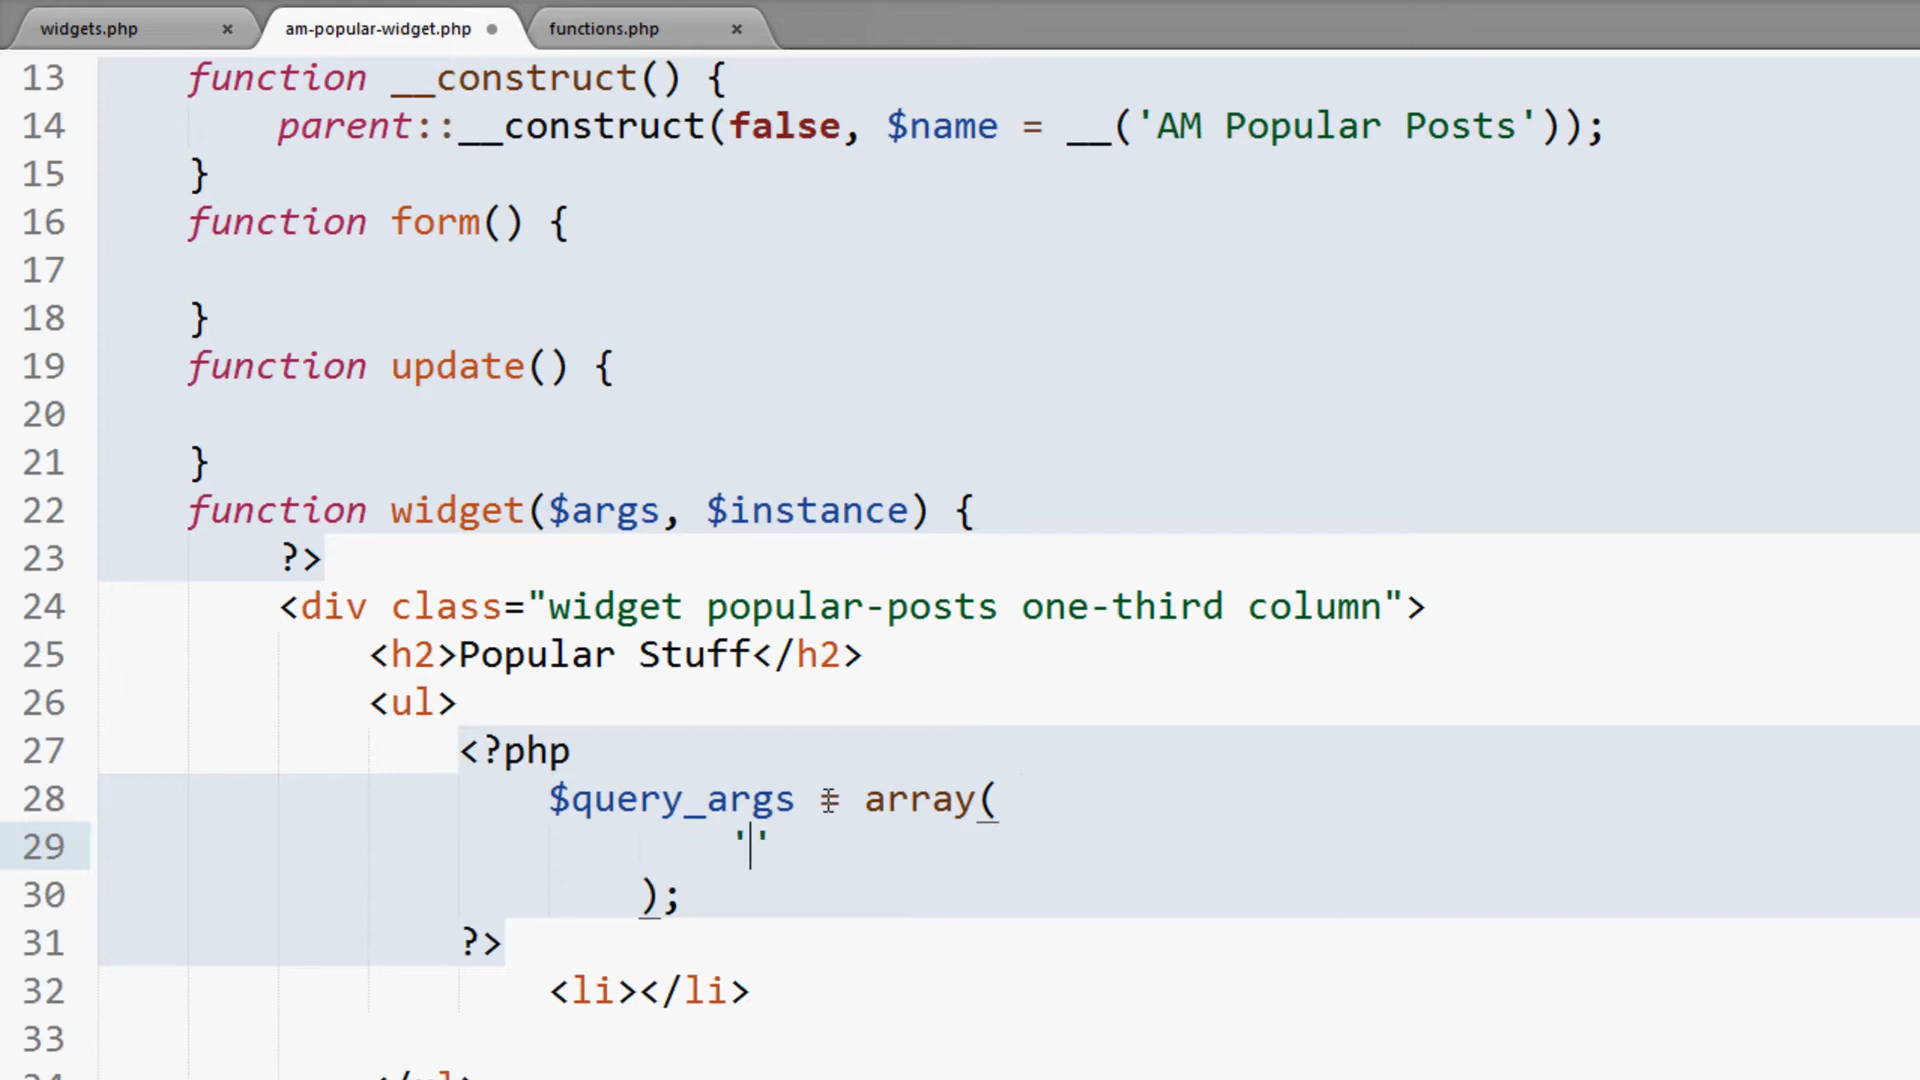 widgets.php × am-popular-widget.php functions.php ×
13 function __construct() {
14 parent::__construct(false, $name = __('AM Popular Posts'));
15 }
16 function form() {
17
18 }
19 function update() {
20
21 }
22 function widget($args, $instance) {
23 ?>
24 <div class="widget popular-posts one-third column">
25 <h2>Popular Stuff</h2>
26 <ul>
27 <?php
28 $query_args = array(
29 ''
30 );
31 ?>
32 <li></li>
33